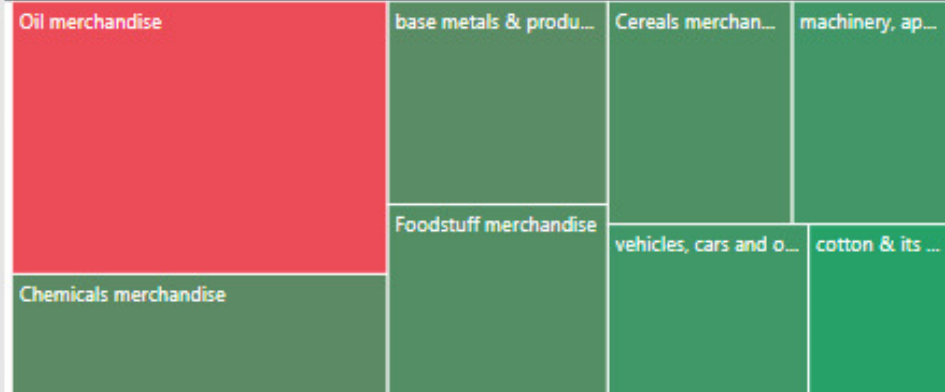 Oil merchandise
Chemicals merchandise
base metals & produ...
Foodstuff merchandise
Cereals merchan...
machinery, ap...
vehicles, cars and o...
cotton & its ...